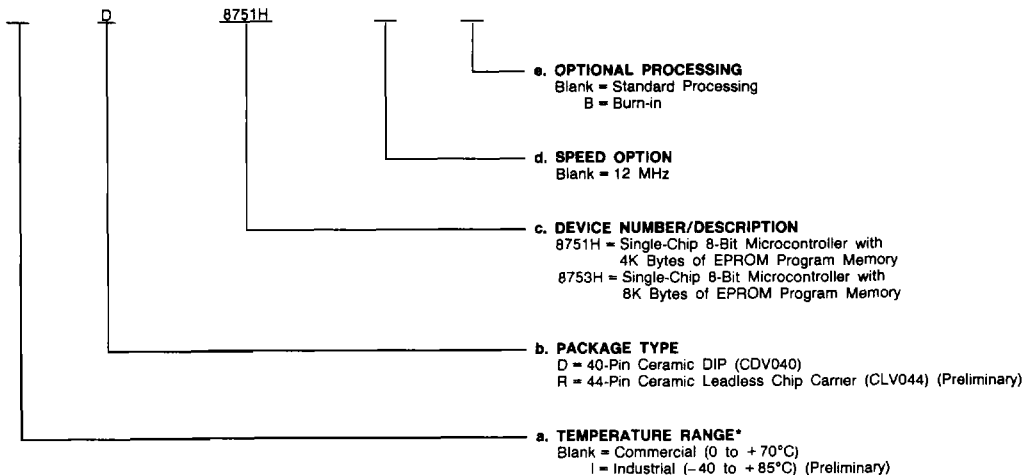 D 8751H
e. OPTIONAL PROCESSING
Blank = Standard Processing
B = Burn-in
d. SPEED OPTION
Blank = 12 MHz
c. DEVICE NUMBER/DESCRIPTION
8751H = Single-Chip 8-Bit Microcontroller with
4K Bytes of EPROM Program Memory
8753H = Single-Chip 8-Bit Microcontroller with
8K Bytes of EPROM Program Memory
b. PACKAGE TYPE
D = 40-Pin Ceramic DIP (CDV040)
R = 44-Pin Ceramic Leadless Chip Carrier (CLV044) (Preliminary)
a. TEMPERATURE RANGE*
Blank = Commercial (0 to +70°C)
I = Industrial (−40 to +85°C) (Preliminary)